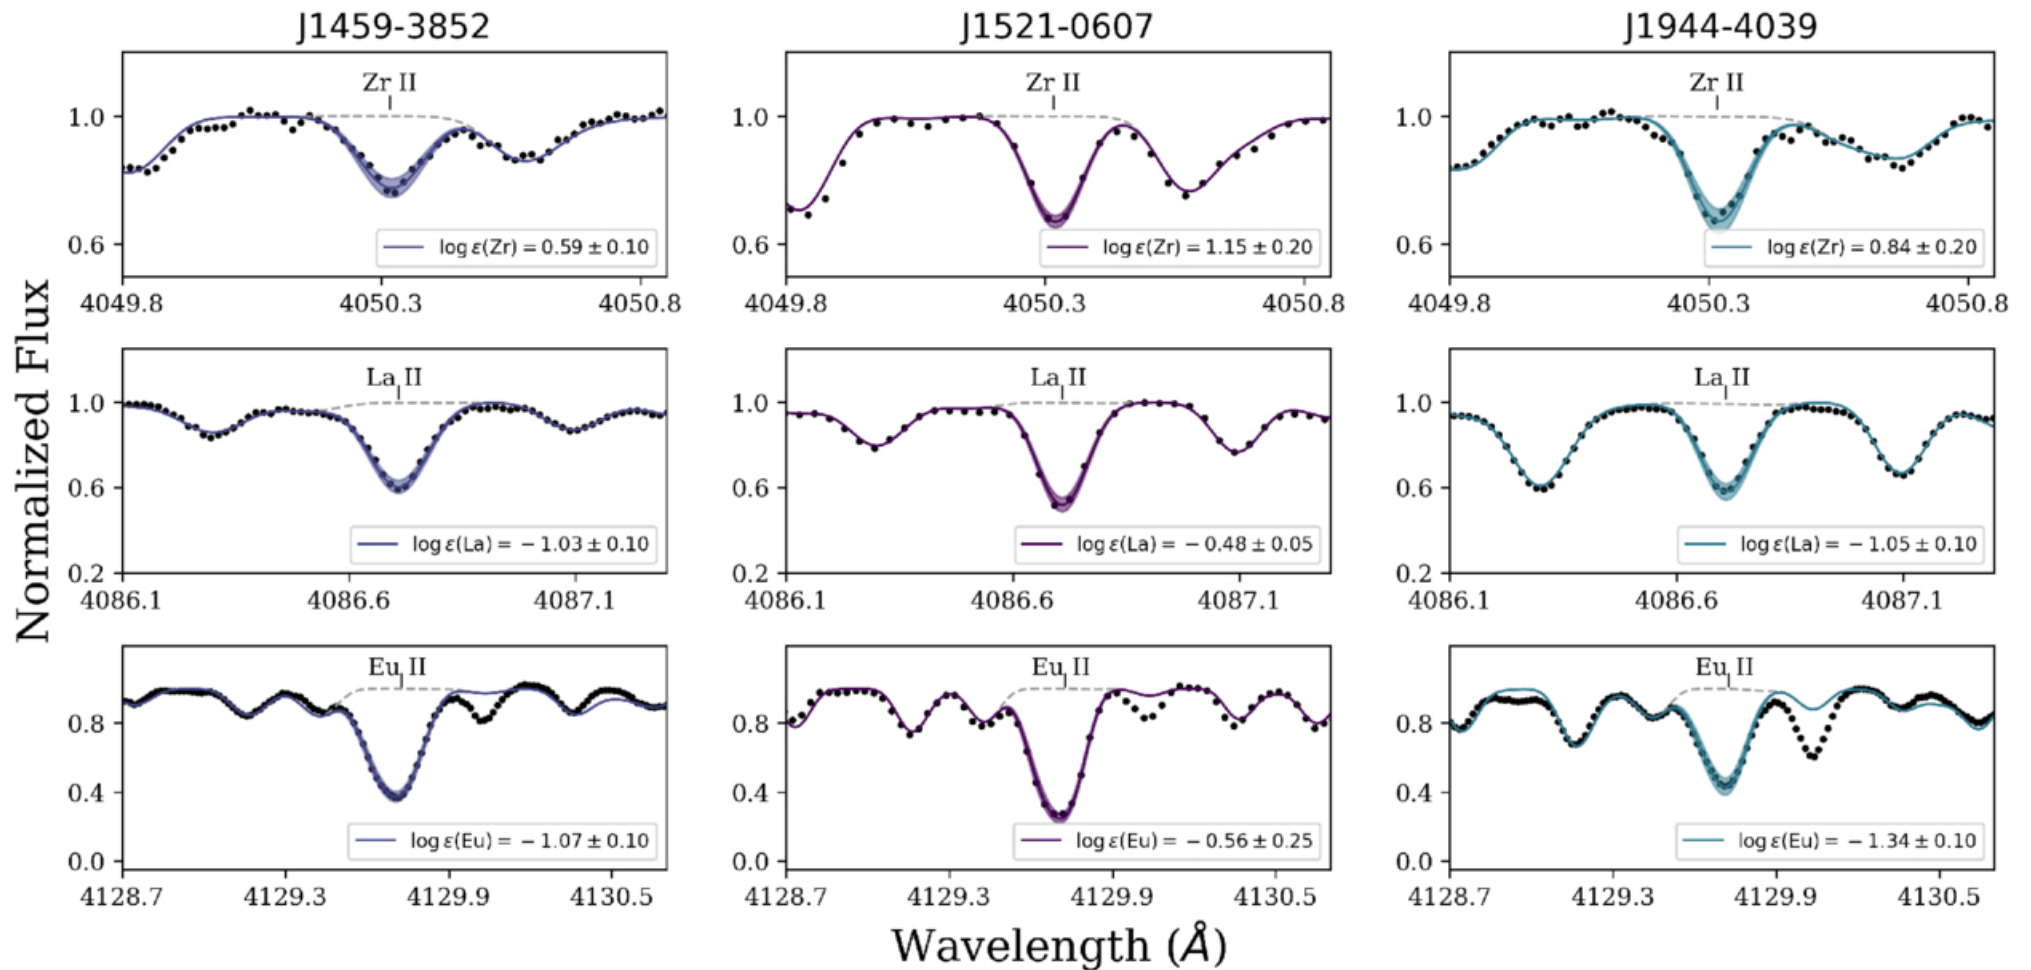 J1459-3852 J1521-0607 J1944-4039
Zr II Zr II Zr II
1.0 1.0 1.0
0.6 0.6 0.6
log ε(Zr) = 0.59 ± 0.10 log ε(Zr) = 1.15 ± 0.20 log ε(Zr) = 0.84 ± 0.20
4049.8 4050.3 4050.8 4049.8 4050.3 4050.8 4049.8 4050.3 4050.8
Normalized Flux
La II La II La II
1.0 1.0 1.0
0.6 0.6 0.6
log ε(La) = − 1.03 ± 0.10 log ε(La) = − 0.48 ± 0.05 log ε(La) = − 1.05 ± 0.10
0.2 0.2 0.2
4086.1 4086.6 4087.1 4086.1 4086.6 4087.1 4086.1 4086.6 4087.1
Eu II Eu II Eu II
0.8 0.8 0.8
0.4 0.4 0.4
log ε(Eu) = − 1.07 ± 0.10 log ε(Eu) = − 0.56 ± 0.25 log ε(Eu) = − 1.34 ± 0.10
0.0 0.0 0.0
4128.7 4129.3 4129.9 4130.5 4128.7 4129.3 4129.9 4130.5 4128.7 4129.3 4129.9 4130.5
Wavelength (Å)